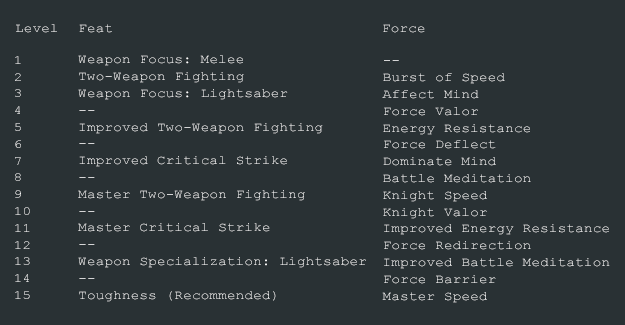 Level Feat Force
1 Weapon Focus: Melee --
2 Two-Weapon Fighting Burst of Speed
3 Weapon Focus: Lightsaber Affect Mind
4 -- Force Valor
5 Improved Two-Weapon Fighting Energy Resistance
6 -- Force Deflect
7 Improved Critical Strike Dominate Mind
8 -- Battle Meditation
9 Master Two-Weapon Fighting Knight Speed
10 -- Knight Valor
11 Master Critical Strike Improved Energy Resistance
12 -- Force Redirection
13 Weapon Specialization: Lightsaber Improved Battle Meditation
14 -- Force Barrier
15 Toughness (Recommended) Master Speed